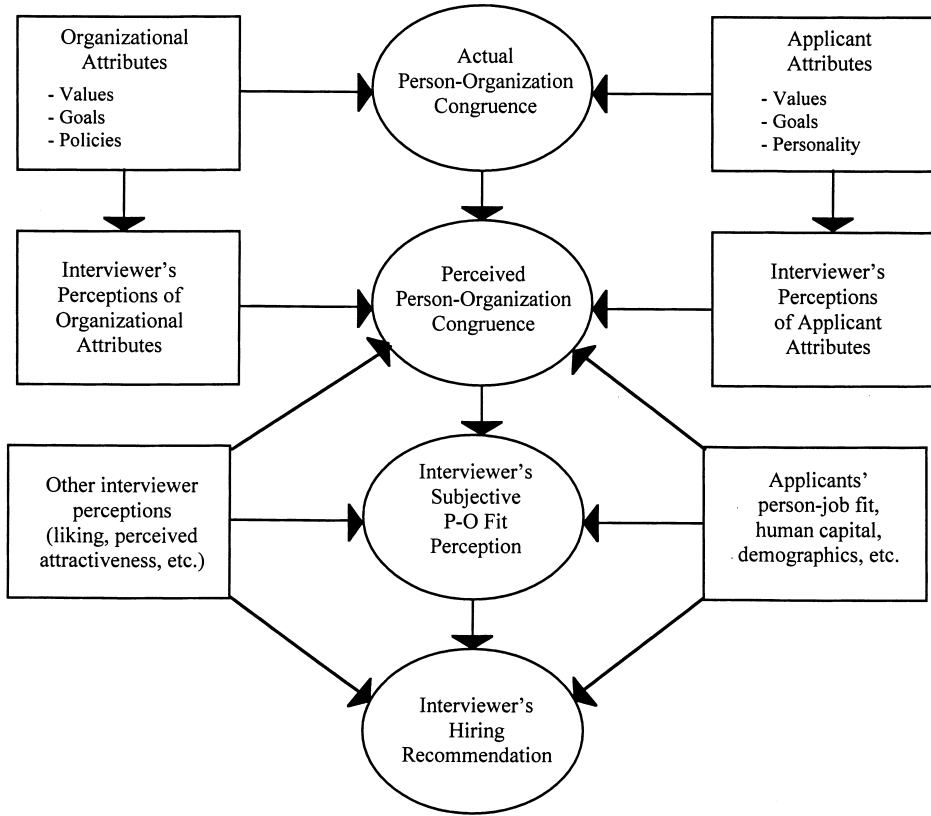 Organizational
Attributes
- Values
- Goals
- Policies
Actual
Person-Organization
Congruence
Applicant
Attributes
- Values
- Goals
- Personality
Interviewer's
Perceptions of
Organizational
Attributes
Perceived
Person-Organization
Congruence
Interviewer's
Perceptions
of Applicant
Attributes
Other interviewer
perceptions
(liking, perceived
attractiveness, etc.)
Interviewer's
Subjective
P-O Fit
Perception
Applicants'
person-job fit,
human capital,
demographics, etc.
Interviewer's
Hiring
Recommendation